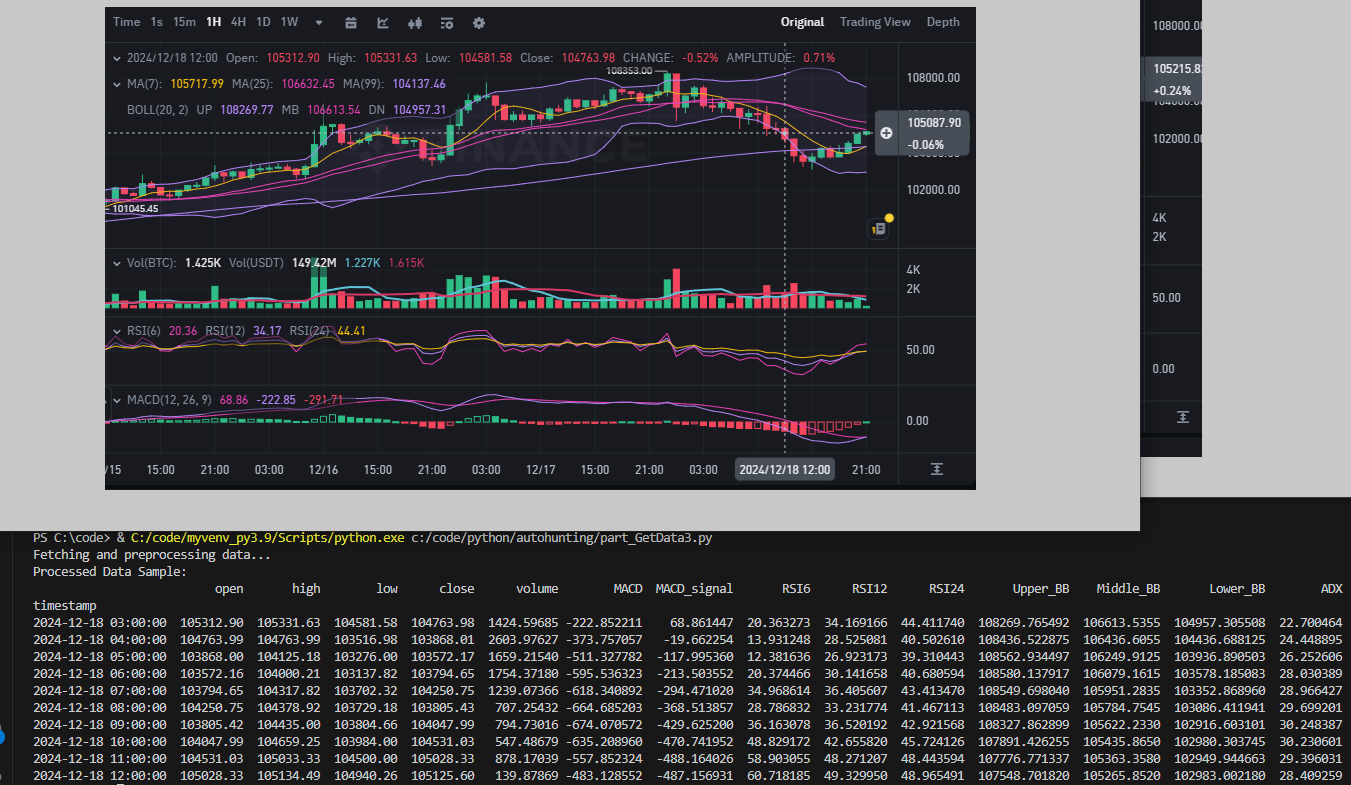 Time 1s 15m 1H 4H 1D 1W Original Trading View Depth
2024/12/18 12:00 Open: 105312.90 High: 105331.63 Low: 104581.58 Close: 104763.98 CHANGE: -0.52% AMPLITUDE: 0.71%
108353.00
MA(7): 105717.99 MA(25): 106632.45 MA(99): 104137.46
BOLL(20, 2) UP 108269.77 MB 106613.54 DN 104957.31
108000.00
105087.90
-0.06%
BINANCE
102000.00
101045.45
Vol(BTC): 1.425K Vol(USDT) 149.42M 1.227K 1.615K
4K
2K
RSI(6) 20.36 RSI(12) 34.17 RSI(24) 44.41
50.00
MACD(12, 26, 9) 68.86 -222.85 -291.71
0.00
/15 15:00 21:00 03:00 12/16 15:00 21:00 03:00 12/17 15:00 21:00 03:00 2024/12/18 12:00 21:00
108000.00
105215.82
+0.24%
102000.00
4K
2K
50.00
0.00
PS C:\code> & C:/code/myvenv_py3.9/Scripts/python.exe c:/code/python/autohunting/part_GetData3.py
Fetching and preprocessing data...
Processed Data Sample:
open high low close volume MACD MACD_signal RSI6 RSI12 RSI24 Upper_BB Middle_BB Lower_BB ADX
timestamp
2024-12-18 03:00:00 105312.90 105331.63 104581.58 104763.98 1424.59685 -222.852211 68.861447 20.363273 34.169166 44.411740 108269.765492 106613.5355 104957.305508 22.700464
2024-12-18 04:00:00 104763.99 104763.99 103516.98 103868.01 2603.97627 -373.757057 -19.662254 13.931248 28.525081 40.502610 108436.522875 106436.6055 104436.688125 24.448895
2024-12-18 05:00:00 103868.00 104125.18 103276.00 103572.17 1659.21540 -511.327782 -117.995360 12.381636 26.923173 39.310443 108562.934497 106249.9125 103936.890503 26.252606
2024-12-18 06:00:00 103572.16 104000.21 103137.82 103794.65 1754.37180 -595.536323 -213.503552 20.374466 30.141658 40.680594 108580.137917 106079.1615 103578.185083 28.030389
2024-12-18 07:00:00 103794.65 104317.82 103702.32 104250.75 1239.07366 -618.340892 -294.471020 34.968614 36.405607 43.413470 108549.698040 105951.2835 103352.868960 28.966427
2024-12-18 08:00:00 104250.75 104378.92 103729.18 103805.43 707.25432 -664.685203 -368.513857 28.786832 33.231774 41.467113 108483.097059 105784.7545 103086.411941 29.699201
2024-12-18 09:00:00 103805.42 104435.00 103804.66 104047.99 794.73016 -674.070572 -429.625200 36.163078 36.520192 42.921568 108327.862899 105622.2330 102916.603101 30.248387
2024-12-18 10:00:00 104047.99 104659.25 103984.00 104531.03 547.48679 -635.208960 -470.741952 48.829172 42.655820 45.724126 107891.426255 105435.8650 102980.303745 30.230601
2024-12-18 11:00:00 104531.03 105033.33 104500.00 105028.33 878.17039 -557.852324 -488.164026 58.903055 48.271207 48.443594 107776.771337 105363.3580 102949.944663 29.396031
2024-12-18 12:00:00 105028.33 105134.49 104940.26 105125.60 139.87869 -483.128552 -487.156931 60.718185 49.329950 48.965491 107548.701820 105265.8520 102983.002180 28.409259